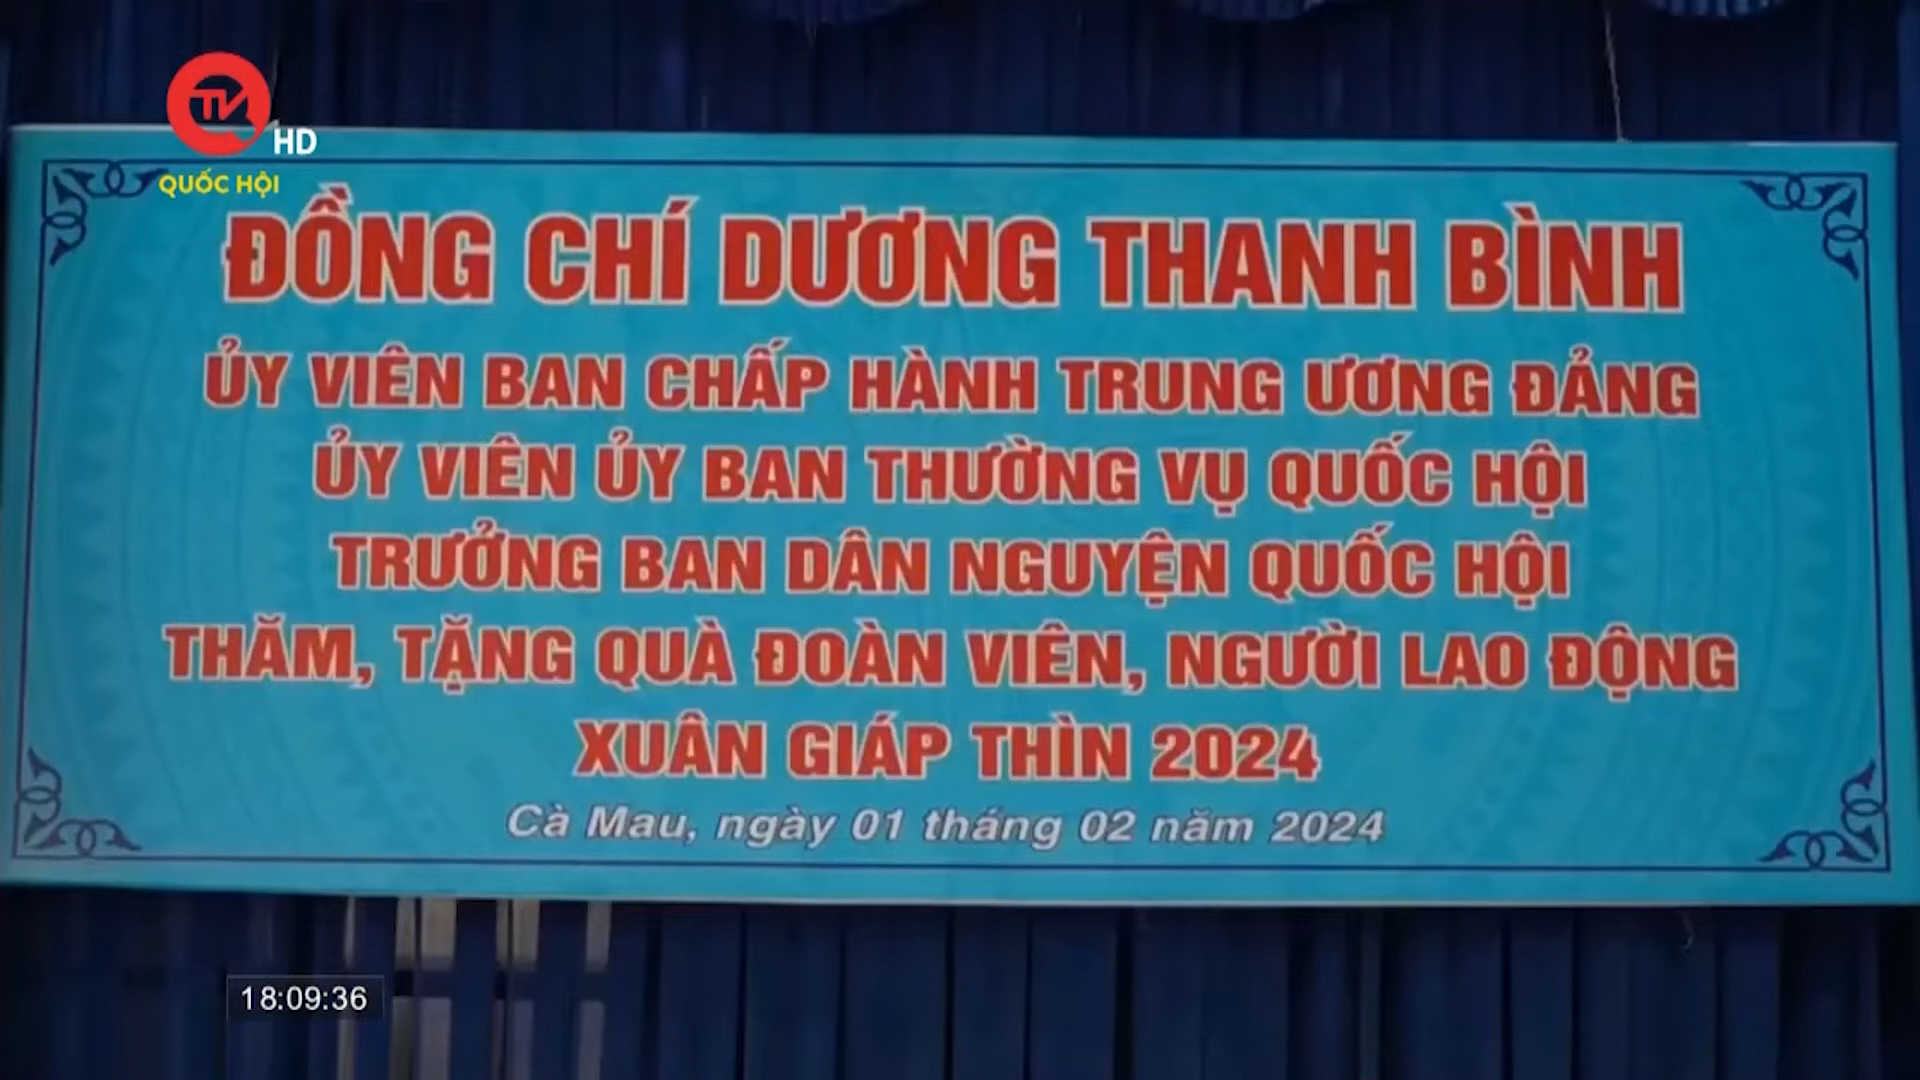 TV
HD
QUỐC HỘI
ĐỒNG CHÍ DƯƠNG THANH BÌNH
ỦY VIÊN BAN CHẤP HÀNH TRUNG ƯƠNG ĐẢNG
ỦY VIÊN ỦY BAN THƯỜNG VỤ QUỐC HỘI
TRƯỞNG BAN DÂN NGUYỆN QUỐC HỘI
THĂM, TẶNG QUÀ ĐOÀN VIÊN, NGƯỜI LAO ĐỘNG
XUÂN GIÁP THÌN 2024
Cà Mau, ngày 01 tháng 02 năm 2024
18:09:36